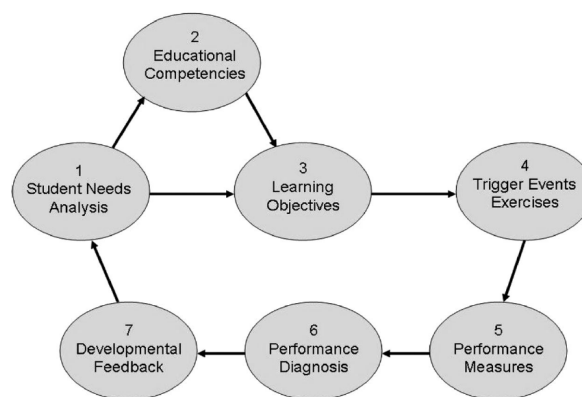 1
Student Needs
Analysis
2
Educational
Competencies
3
Learning
Objectives
4
Trigger Events
Exercises
5
Performance
Measures
6
Performance
Diagnosis
7
Developmental
Feedback